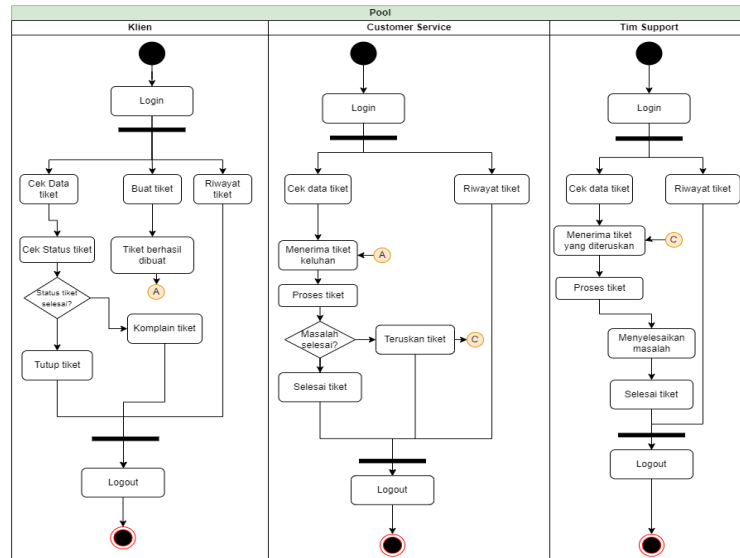 Pool
Klien
Customer Service
Tim Support
Login
Cek Data
tiket
Buat tiket
Riwayat
tiket
Cek Status tiket
Tiket berhasil
dibuat
A
Status tiket
selesai?
Komplain tiket
Tutup tiket
Logout
Login
Cek data tiket
Riwayat tiket
Menerima tiket
keluhan
A
Proses tiket
Masalah
selesai?
Teruskan tiket
C
Selesai tiket
Logout
Login
Cek data tiket
Riwayat tiket
Menerima tiket
yang diteruskan
C
Proses tiket
Menyelesaikan
masalah
Selesai tiket
Logout